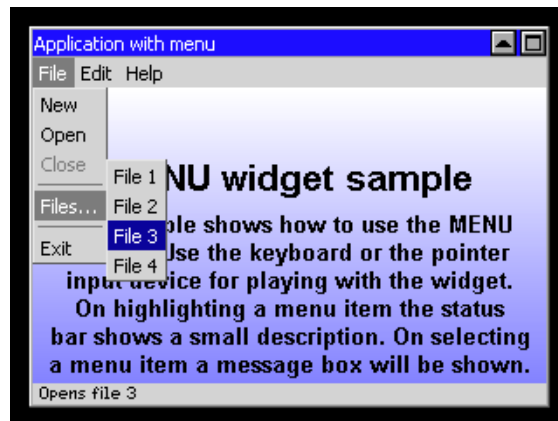 Application with menu
File Edit Help
New
Open
Close
Files...
Exit
File 1
File 2
File 3
File 4
NU widget sample
ple shows how to use the MENU
Use the keyboard or the pointer
input device for playing with the widget.
On highlighting a menu item the status
bar shows a small description. On selecting
a menu item a message box will be shown.
Opens file 3